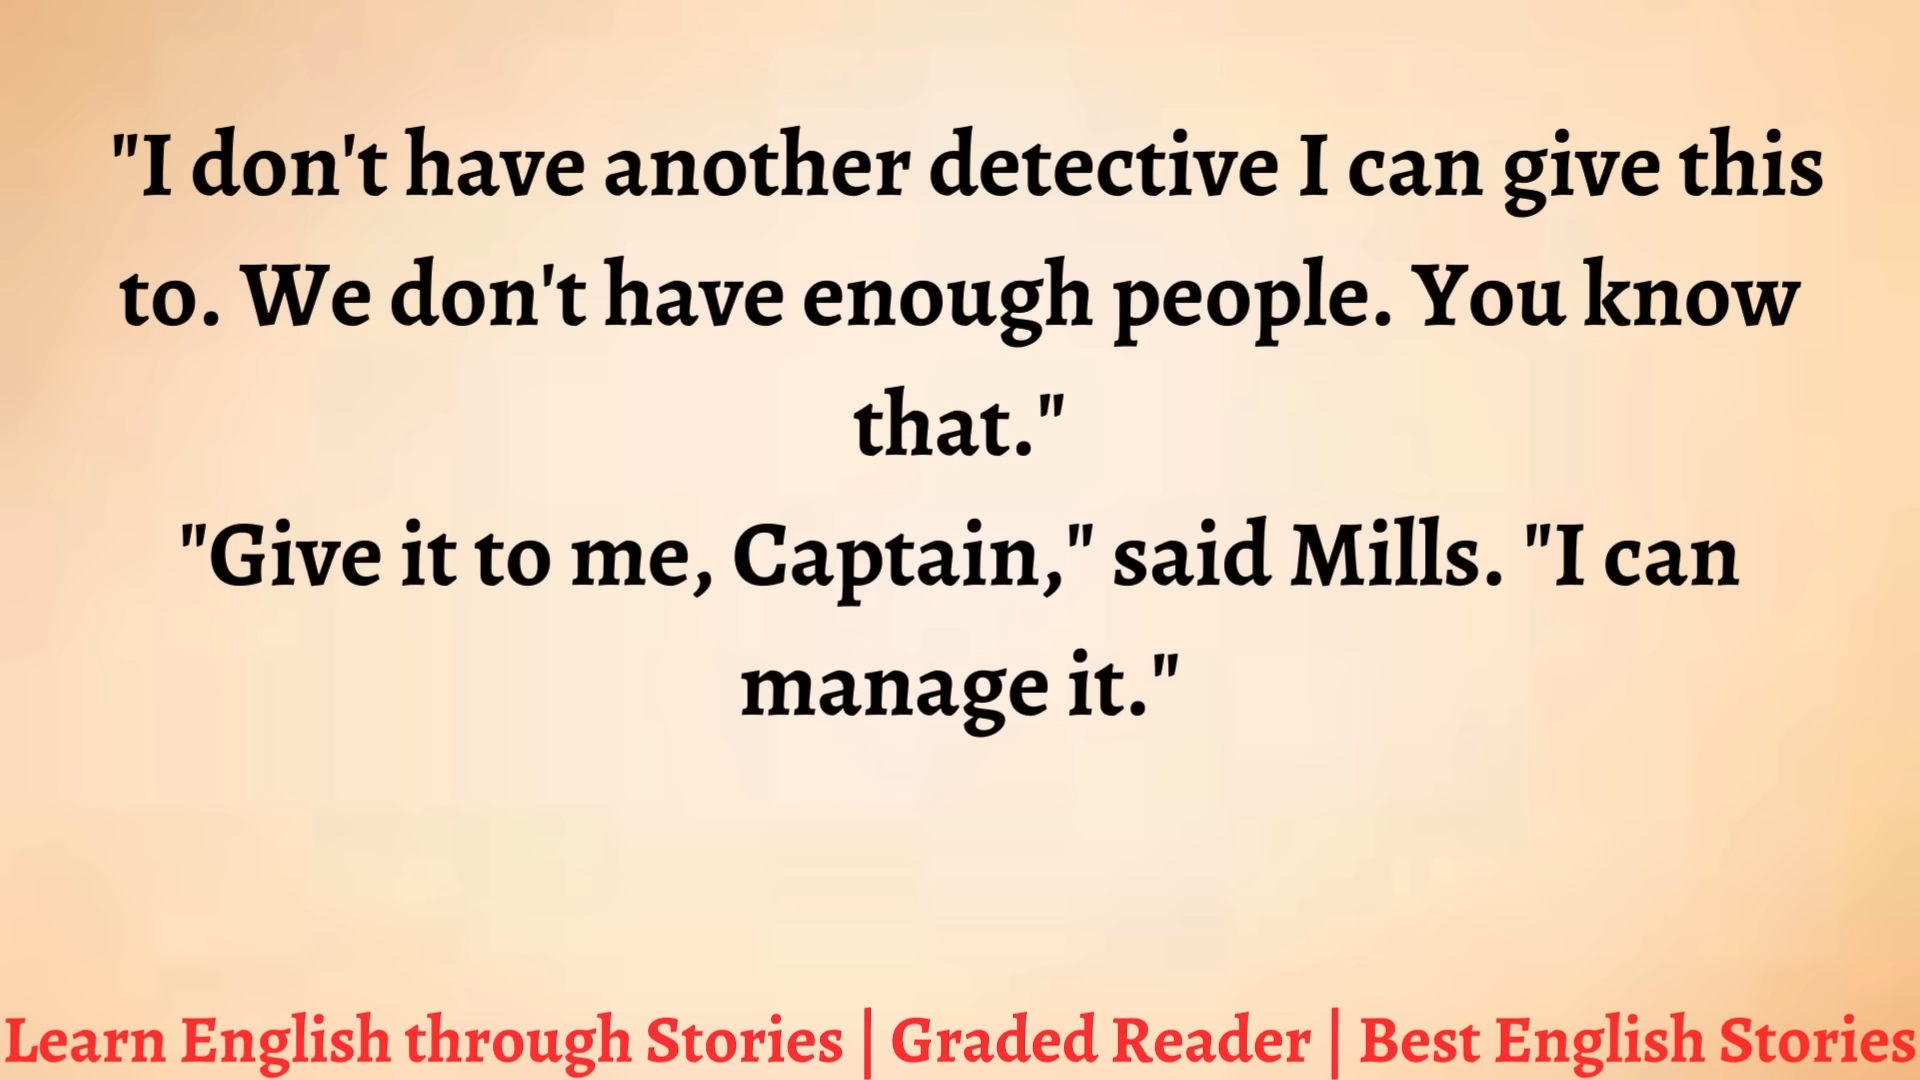 "I don't have another detective I can give this
to. We don't have enough people. You know
that."
"Give it to me, Captain," said Mills. "I can
manage it."
Learn English through Stories | Graded Reader | Best English Stories